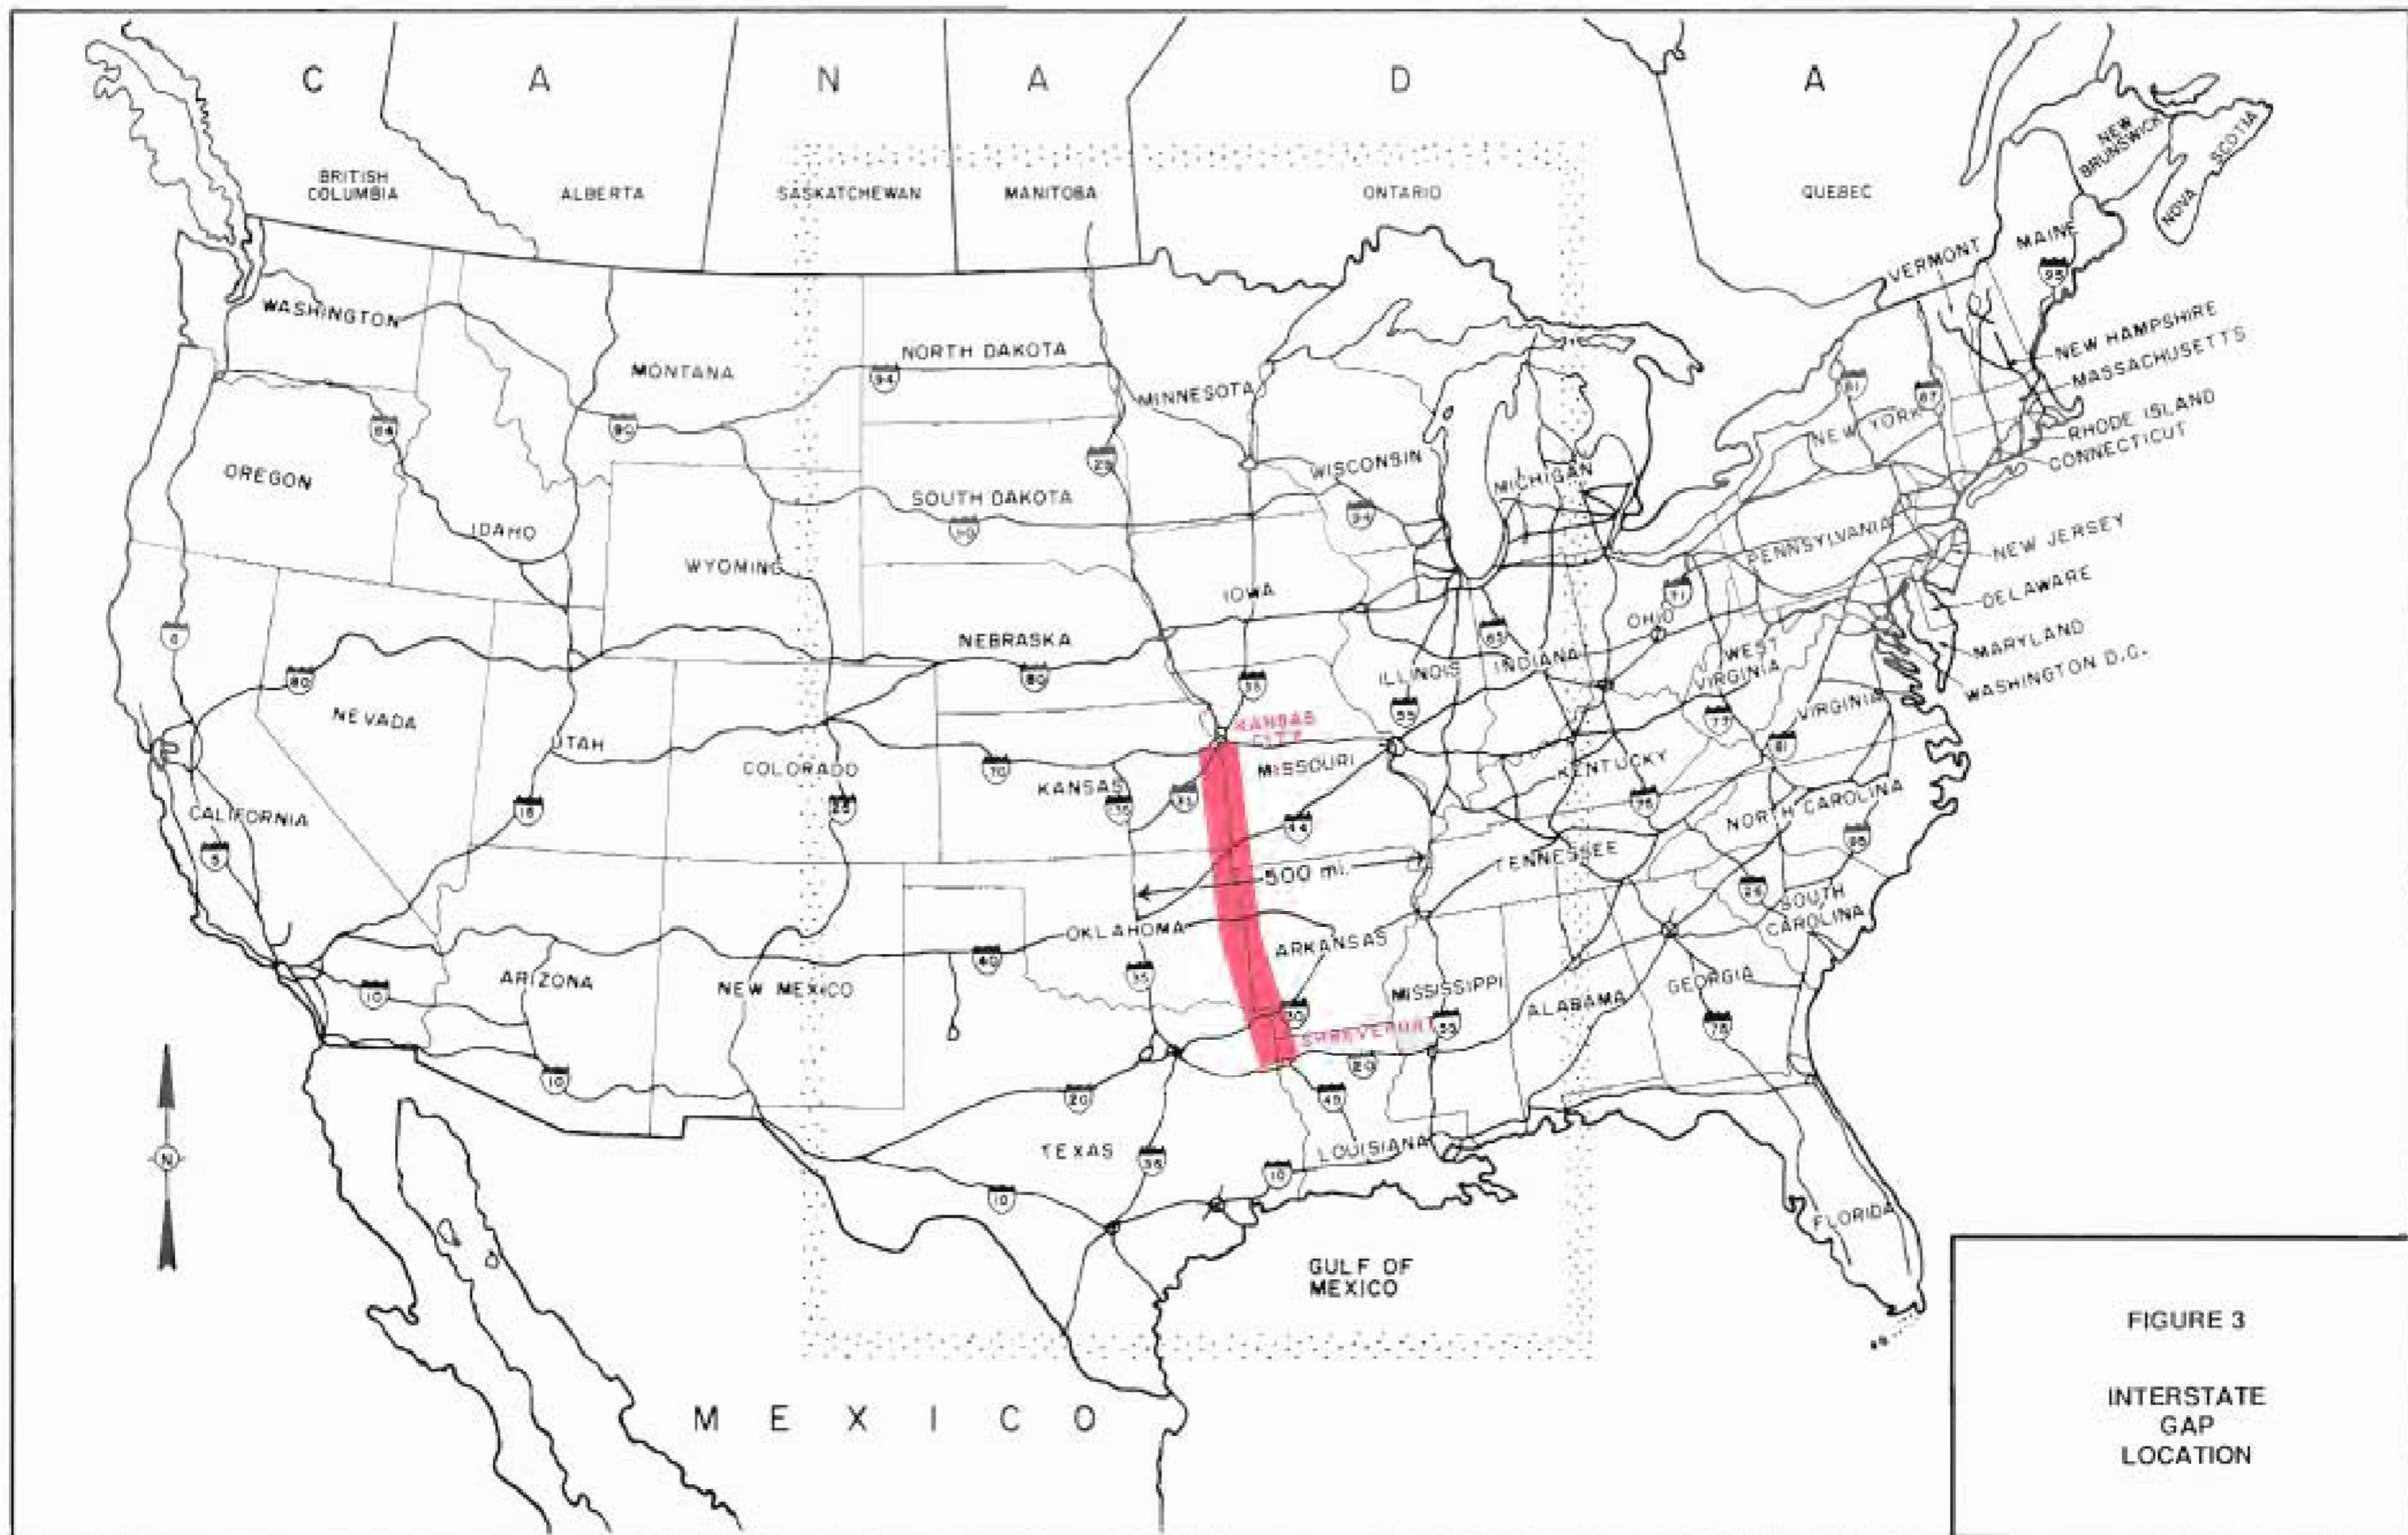 C A N A D A
BRITISH
COLUMBIA
ALBERTA
SASKATCHEWAN
MANITOBA
ONTARIO
QUEBEC
NEW
BRUNSWICK
NOVA
SCOTIA
MAINE
VERMONT
95
WASHINGTON
MONTANA
NORTH DAKOTA
94
MINNESOTA
NEW HAMPSHIRE
MASSACHUSETTS
RHODE ISLAND
CONNECTICUT
84
90
29
81
87
NEW YORK
OREGON
IDAHO
SOUTH DAKOTA
90
WISCONSIN
94
MICHIGAN
PENNSYLVANIA
NEW JERSEY
DELAWARE
MARYLAND
WASHINGTON D.C.
WYOMING
IOWA
NEBRASKA
80
80
35
ILLINOIS
INDIANA
65
OHIO
71
WEST
VIRGINIA
VIRGINIA
NEVADA
UTAH
COLORADO
KANSAS
70
KANSAS
CITY
MISSOURI
55
KENTUCKY
77
81
CALIFORNIA
5
15
25
35
44
75
NORTH CAROLINA
500 mi.
TENNESSEE
26
SOUTH
CAROLINA
OKLAHOMA
40
35
ARKANSAS
ARIZONA
10
NEW MEXICO
MISSISSIPPI
ALABAMA
GEORGIA
30
SHREVEPORT
55
75
10
20
20
49
N
TEXAS
35
10
10
LOUISIANA
FLORIDA
GULF OF
MEXICO
M E X I C O
FIGURE 3
INTERSTATE
GAP
LOCATION